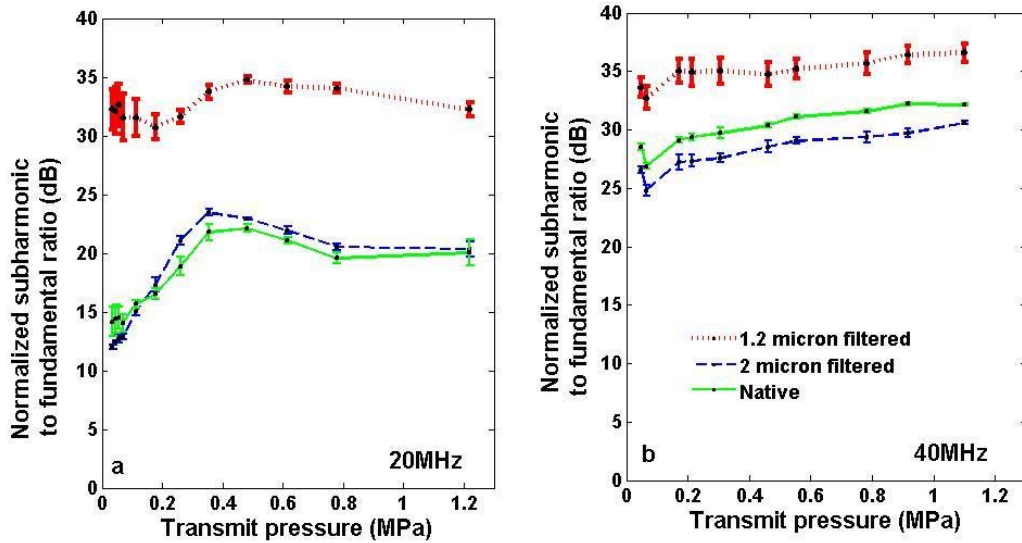 Normalized subharmonic
to fundamental ratio (dB)
40
35
30
25
20
15
10
5
0
a
20MHz
0
0.2
0.4
0.6
0.8
1
1.2
Transmit pressure (MPa)
Normalized subharmonic
to fundamental ratio (dB)
40
35
30
25
20
15
10
5
0
1.2 micron filtered
2 micron filtered
Native
b
40MHz
0
0.2
0.4
0.6
0.8
1
1.2
Transmit pressure (MPa)